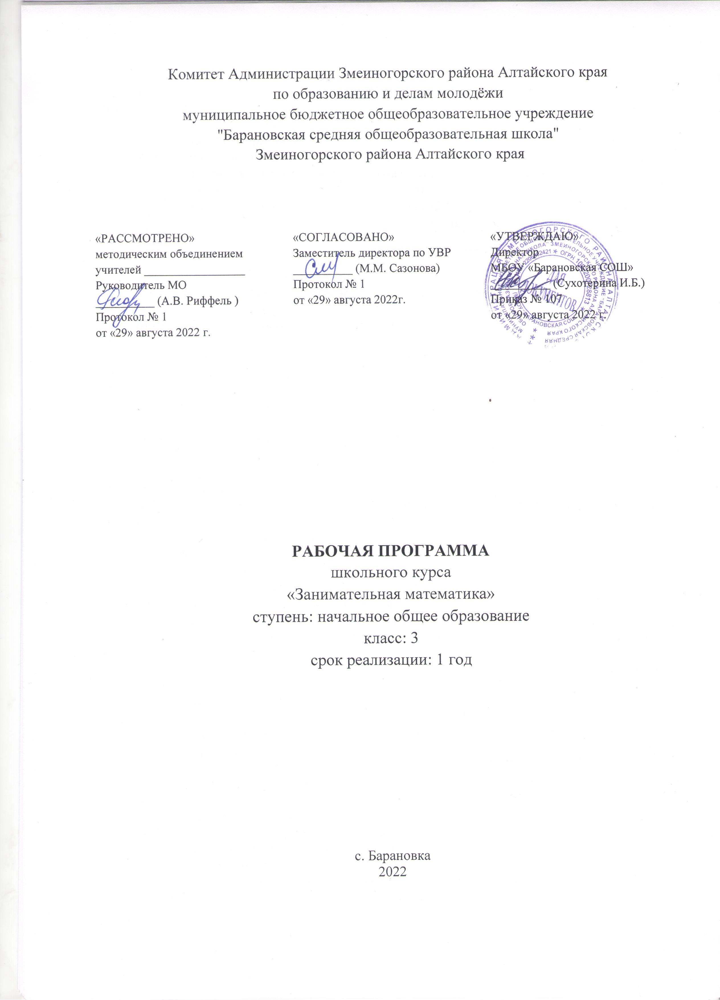 Комитет Администрации Змеиногорского района Алтайского края
по образованию и делам молодёжи
муниципальное бюджетное общеобразовательное учреждение
"Барановская средняя общеобразовательная школа"
Змеиногорского района Алтайского края
«РАССМОТРЕНО»
методическим объединением
учителей _________________
Руководитель МО
__________ (А.В. Риффель )
Протокол № 1
от «29» августа 2022 г.
«СОГЛАСОВАНО»
Заместитель директора по УВР
__________ (М.М. Сазонова)
Протокол № 1
от «29» августа 2022г.
«УТВЕРЖДАЮ»
Директор
МБОУ «Барановская СОШ»
__________ (Сухотерина И.Б.)
Приказ № 107
от «29» августа 2022 г.
ДЛЯ
ДОКУМЕНТОВ
РАБОЧАЯ ПРОГРАММА
школьного курса
«Занимательная математика»
ступень: начальное общее образование
класс: 3
срок реализации: 1 год
с. Барановка
2022